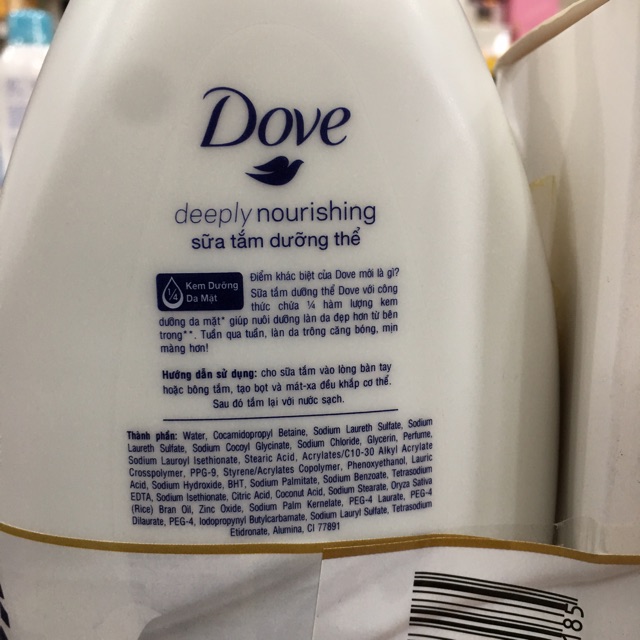 Dove
deeply nourishing
sữa tắm dưỡng thể
Kem Dưỡng
1/4
Da Mặt
Điểm khác biệt của Dove mới là gì?
Sữa tắm dưỡng thể Dove với công
thức chứa ¼ hàm lượng kem
dưỡng da mặt* giúp nuôi dưỡng làn da đẹp hơn từ bên
trong**. Tuần qua tuần, làn da trông căng bóng, mịn
màng hơn!
Hướng dẫn sử dụng: cho sữa tắm vào lòng bàn tay
hoặc bông tắm, tạo bọt và mát-xa đều khắp cơ thể.
Sau đó tắm lại với nước sạch.
Thành phần: Water, Cocamidopropyl Betaine, Sodium Laureth Sulfate, Sodium
Laureth Sulfate, Sodium Cocoyl Glycinate, Sodium Chloride, Glycerin, Perfume,
Sodium Lauroyl Isethionate, Stearic Acid, Acrylates/C10-30 Alkyl Acrylate
Crosspolymer, PPG-9, Styrene/Acrylates Copolymer, Phenoxyethanol, Lauric
Acid, Sodium Hydroxide, BHT, Sodium Palmitate, Sodium Benzoate, Tetrasodium
EDTA, Sodium Isethionate, Citric Acid, Coconut Acid, Sodium Stearate, Oryza Sativa
(Rice) Bran Oil, Zinc Oxide, Sodium Palm Kernelate, PEG-4 Laurate, PEG-4
Dilaurate, PEG-4, Iodopropynyl Butylcarbamate, Sodium Lauryl Sulfate, Tetrasodium
Etidronate, Alumina, CI 77891
85